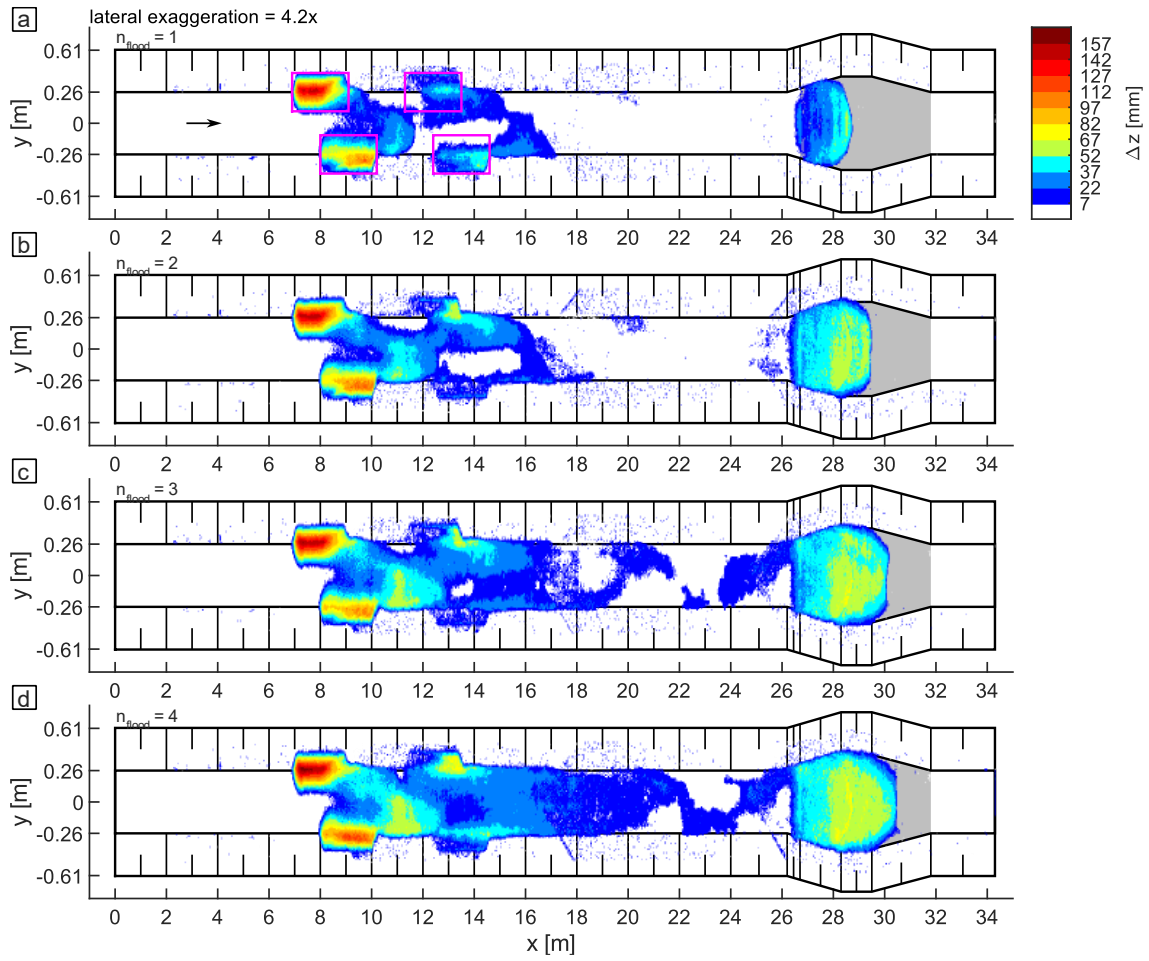 a
lateral exaggeration = 4.2x
n_flood = 1
0.61
0.26
0
-0.26
-0.61
y [m]
0 2 4 6 8 10 12 14 16 18 20 22 24 26 28 30 32 34
157
142
127
112
97
82
67
52
37
22
7
Δz [mm]
b
n_flood = 2
0.61
0.26
0
-0.26
-0.61
y [m]
0 2 4 6 8 10 12 14 16 18 20 22 24 26 28 30 32 34
c
n_flood = 3
0.61
0.26
0
-0.26
-0.61
y [m]
0 2 4 6 8 10 12 14 16 18 20 22 24 26 28 30 32 34
d
n_flood = 4
0.61
0.26
0
-0.26
-0.61
y [m]
0 2 4 6 8 10 12 14 16 18 20 22 24 26 28 30 32 34
x [m]